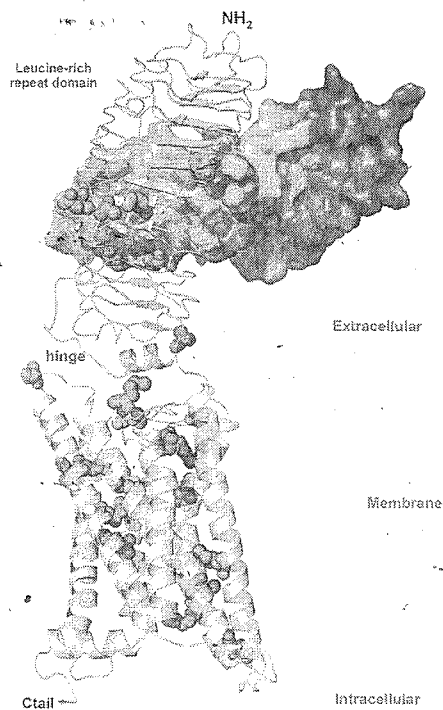 NH2
Leucine-rich
repeat domain
Extracellular
hinge
Membrane
Ctail
Intracellular